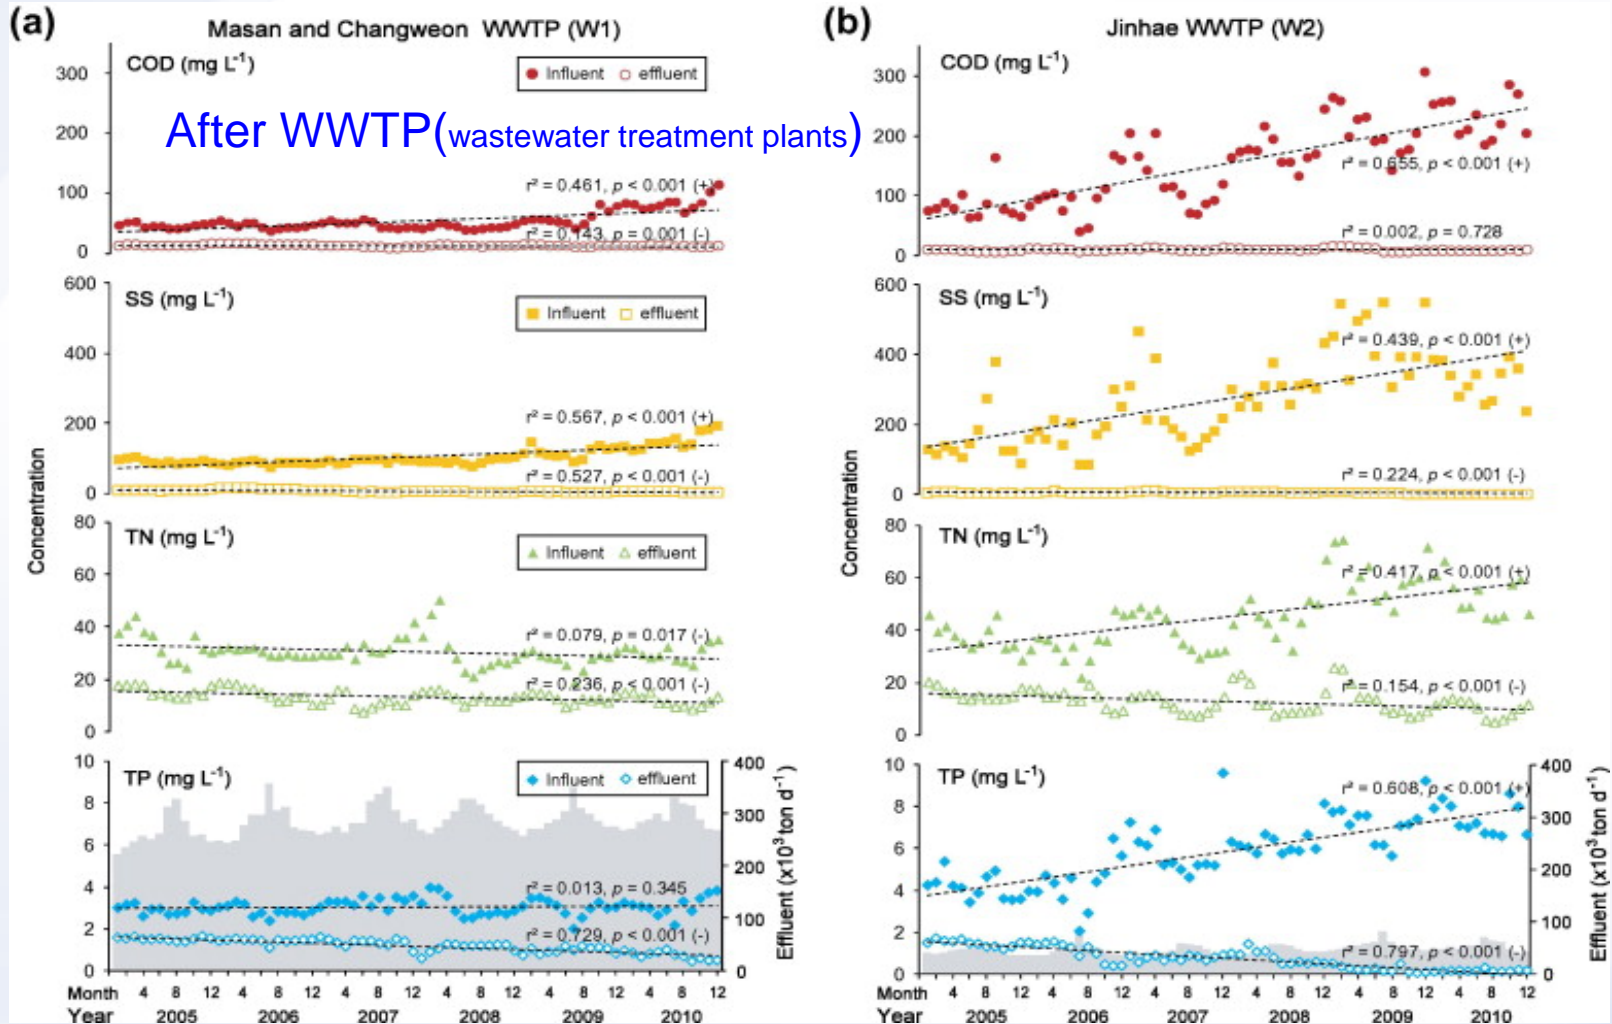 (a)
Masan and Changweon WWTP (W1)
COD (mg L⁻¹)
Influent effluent
300
200
100
0
After WWTP(wastewater treatment plants)
r² = 0.461, p < 0.001 (+)
r² = 0.143, p = 0.001 (-)
SS (mg L⁻¹)
Influent effluent
600
400
200
0
r² = 0.567, p < 0.001 (+)
r² = 0.527, p < 0.001 (-)
Concentration
TN (mg L⁻¹)
Influent effluent
80
60
40
20
0
r² = 0.079, p = 0.017 (-)
r² = 0.236, p < 0.001 (-)
TP (mg L⁻¹)
Influent effluent
10
8
6
4
2
0
r² = 0.013, p = 0.345
r² = 0.729, p < 0.001 (-)
400
300
200
100
0
Effluent (x10³ ton d⁻¹)
Month 4 8 12 4 8 12 4 8 12 4 8 12 4 8 12 4 8 12
Year 2005 2006 2007 2008 2009 2010
(b)
Jinhae WWTP (W2)
COD (mg L⁻¹)
300
200
100
0
r² = 0.655, p < 0.001 (+)
r² = 0.002, p = 0.728
SS (mg L⁻¹)
600
400
200
0
r² = 0.439, p < 0.001 (+)
r² = 0.224, p < 0.001 (-)
Concentration
TN (mg L⁻¹)
80
60
40
20
0
r² = 0.417, p < 0.001 (+)
r² = 0.154, p < 0.001 (-)
TP (mg L⁻¹)
10
8
6
4
2
0
r² = 0.608, p < 0.001 (+)
r² = 0.797, p < 0.001 (-)
400
300
200
100
0
Effluent (x10³ ton d⁻¹)
Month 4 8 12 4 8 12 4 8 12 4 8 12 4 8 12 4 8 12
Year 2005 2006 2007 2008 2009 2010